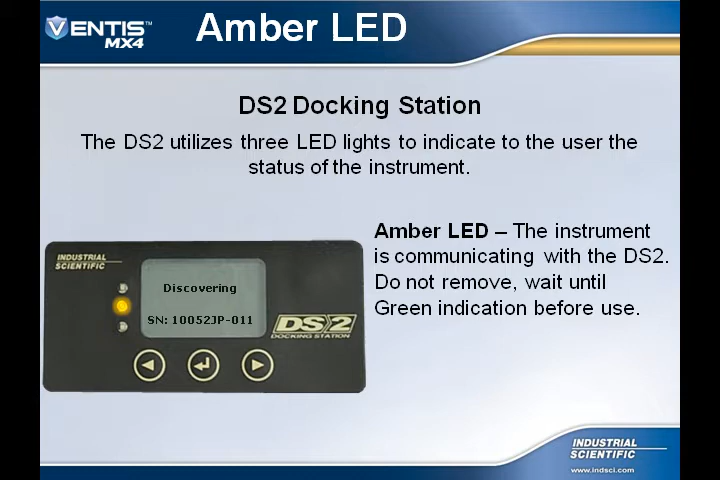 VENTIS™
MX4
Amber LED
DS2 Docking Station
The DS2 utilizes three LED lights to indicate to the user the
status of the instrument.
Amber LED – The instrument
is communicating with the DS2.
Do not remove, wait until
Green indication before use.
INDUSTRIAL
SCIENTIFIC
Discovering
SN: 10052JP-011
DS2
DOCKING STATION
INDUSTRIAL
SCIENTIFIC
www.indsci.com